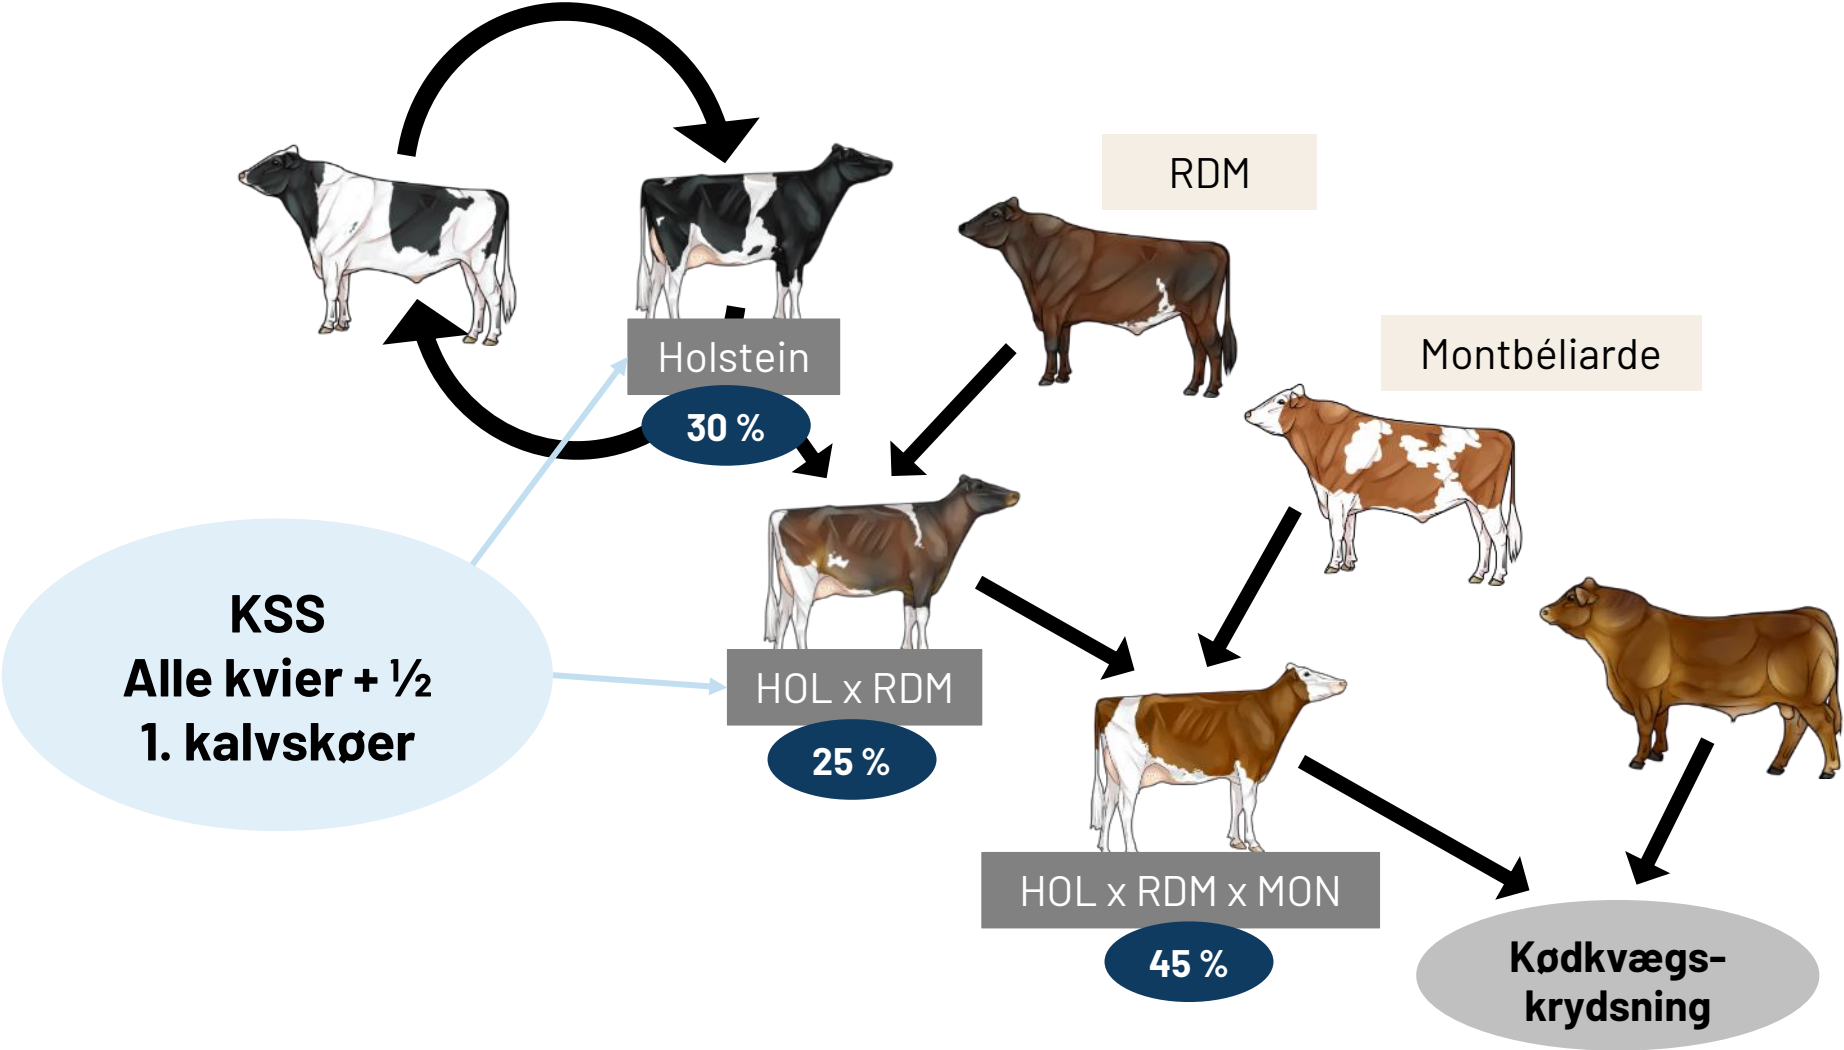 RDM
Montbéliarde
Holstein
30 %
KSS
Alle kvier + ½
1. kalvskøer
HOL x RDM
25 %
HOL x RDM x MON
45 %
Kødkvægs-
krydsning